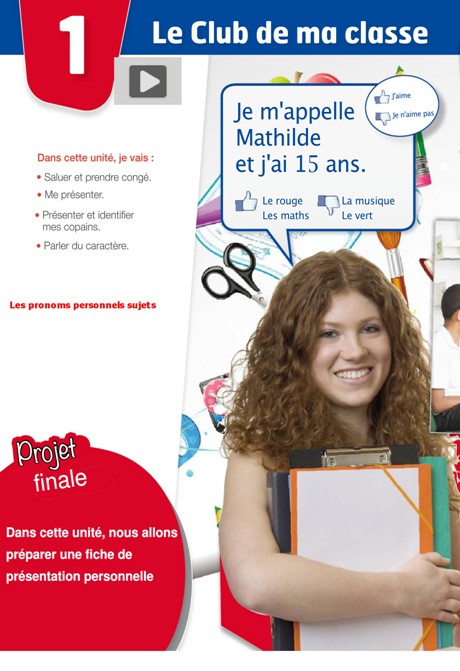 1
Le Club de ma classe
J'aime
Je n'aime pas
Je m'appelle
Mathilde
et j'ai 15 ans.
Le rouge
Les maths
La musique
Le vert
Dans cette unité, je vais :
• Saluer et prendre congé.
• Me présenter.
• Présenter et identifier
mes copains.
• Parler du caractère.
Les pronoms personnels sujets
Projet
finale
Dans cette unité, nous allons
préparer une fiche de
présentation personnelle